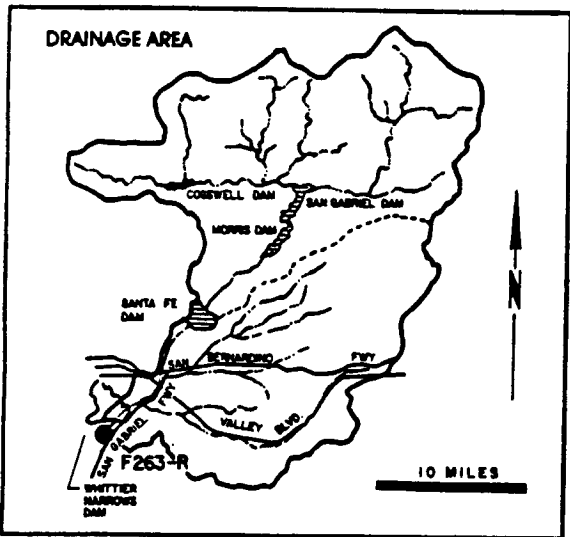 DRAINAGE AREA
COGSWELL DAM
SAN GABRIEL DAM
MORRIS DAM
N
SANTA FE
DAM
SAN BERNARDINO FWY
VALLEY BLVD.
SAN GABRIEL FWY
F263-R
WHITTIER
NARROWS
DAM
10 MILES